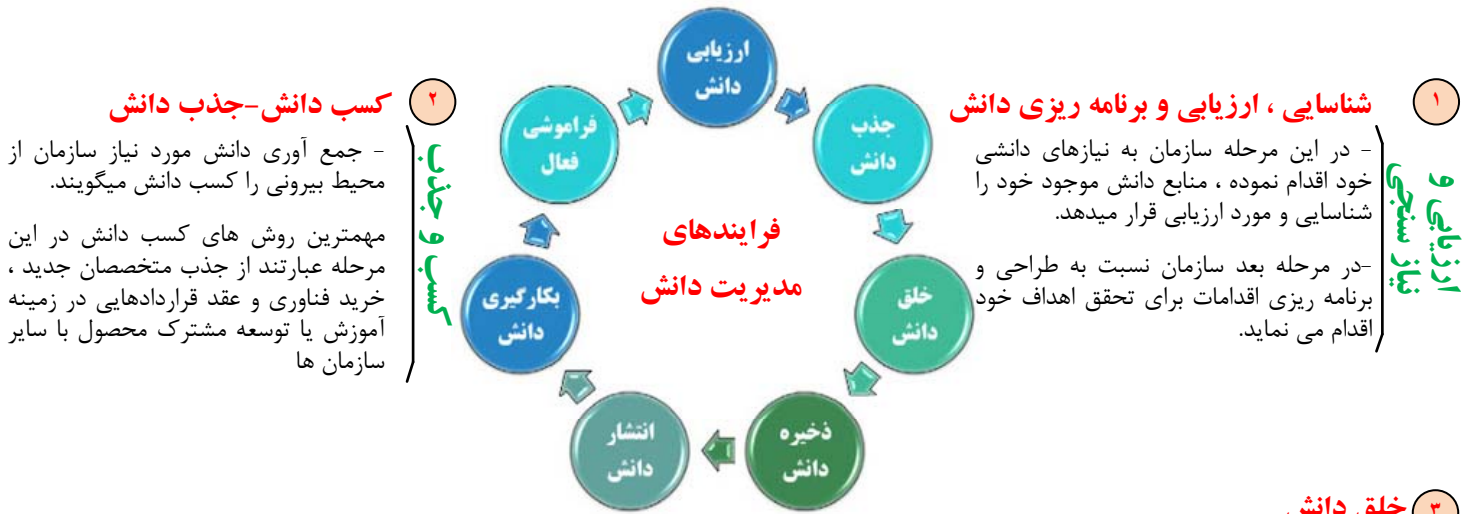 ۱
شناسایی ، ارزیابی و برنامه ریزی دانش
ارزیابی و
نیاز سنجی
- در این مرحله سازمان به نیازهای دانشی
خود اقدام نموده ، منابع دانش موجود خود را
شناسایی و مورد ارزیابی قرار میدهد.
-در مرحله بعد سازمان نسبت به طراحی و
برنامه ریزی اقدامات برای تحقق اهداف خود
اقدام می نماید.
ارزیابی
دانش
جذب
دانش
خلق
دانش
ذخیره
دانش
انتشار
دانش
بکارگیری
دانش
فراموشی
فعال
فرایندهای
مدیریت دانش
۲
کسب دانش-جذب دانش
کسب و جذب
- جمع آوری دانش مورد نیاز سازمان از
محیط بیرونی را کسب دانش میگویند.
مهمترین روش های کسب دانش در این
مرحله عبارتند از جذب متخصصان جدید ،
خرید فناوری و عقد قراردادهایی در زمینه
آموزش یا توسعه مشترک محصول با سایر
سازمان ها
۳
خلق دانش